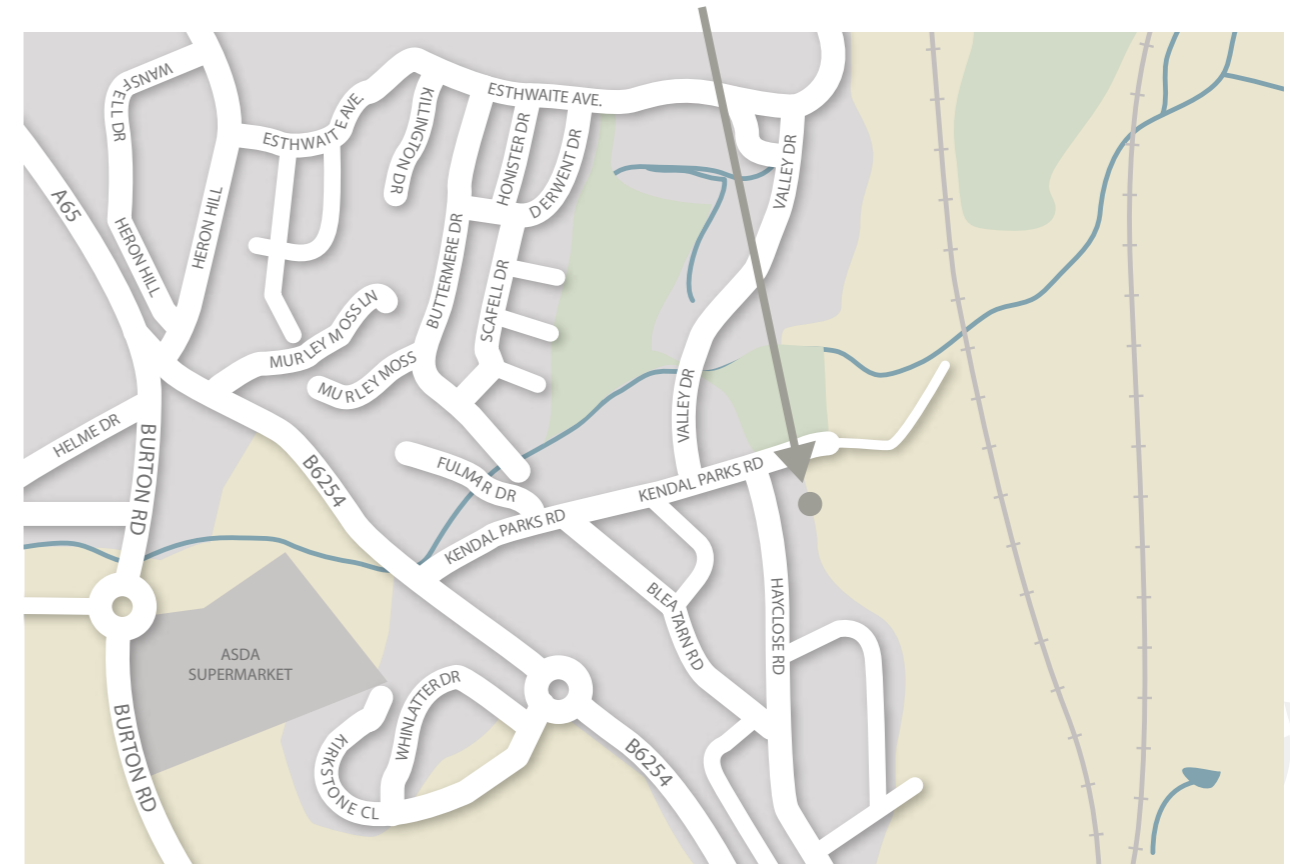 WANSFELL DR
ESTHWAITE AVE.
ESTHWAITE AVE.
KILLINGTON DR
HONISTER DR
DERWENT DR
VALLEY DR
A65
HERON HILL
HERON HILL
BUTTERMERE DR
SCAFELL DR
MURLEY MOSS LN
MURLEY MOSS
VALLEY DR
HELME DR
BURTON RD
B6254
FULMAR DR
KENDAL PARKS RD
KENDAL PARKS RD
BLEA TARN RD
HAYCLOSE RD
ASDA
SUPERMARKET
WHINLATTER DR
KIRKSTONE CL
BURTON RD
B6254